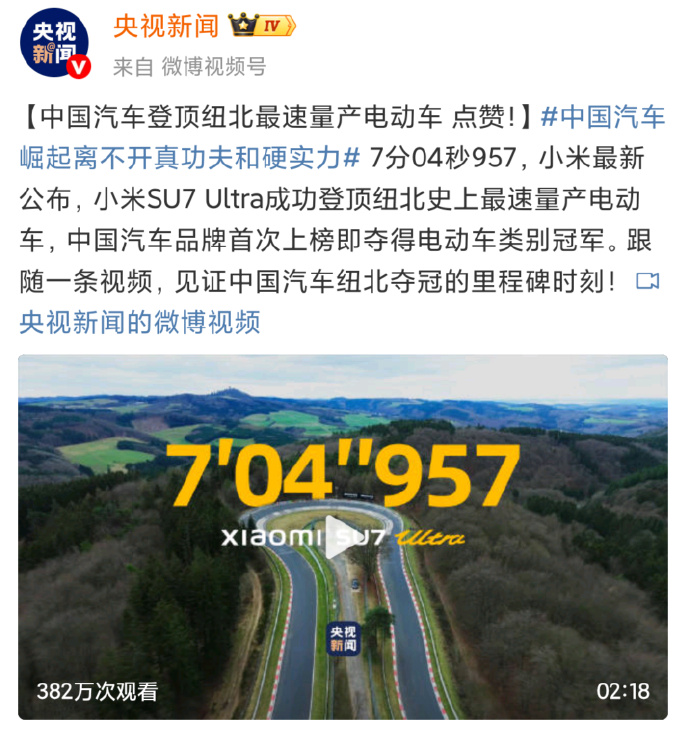 央视
新闻
央视新闻 IV
V
来自 微博视频号
【中国汽车登顶纽北最速量产电动车 点赞！】#中国汽车
崛起离不开真功夫和硬实力# 7分04秒957，小米最新
公布，小米SU7 Ultra成功登顶纽北史上最速量产电动
车，中国汽车品牌首次上榜即夺得电动车类别冠军。跟
随一条视频，见证中国汽车纽北夺冠的里程碑时刻！
央视新闻的微博视频
7'04"957
xiaomi SU7 Ultra
央视
新闻
382万次观看 02:18